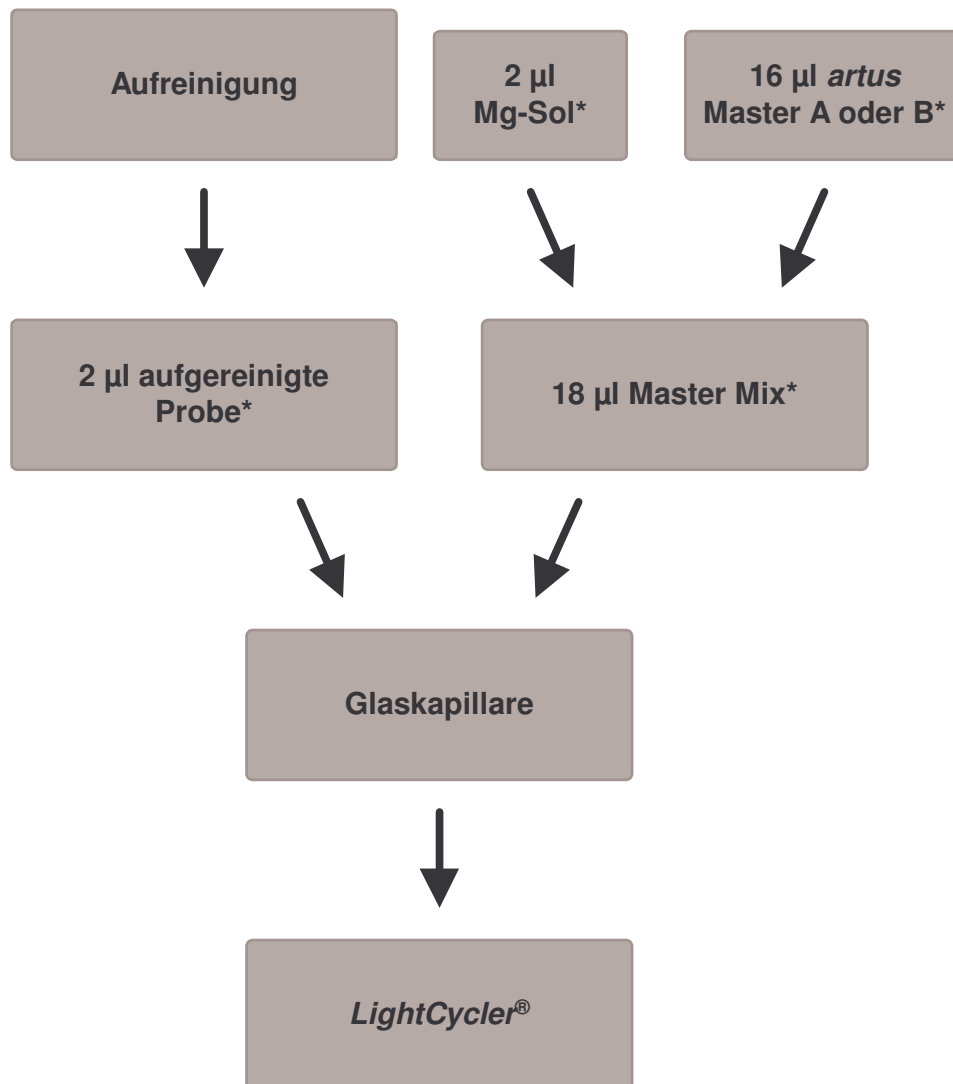 Aufreinigung
2 µl
Mg-Sol*
16 µl artus
Master A oder B*
2 µl aufgereinigte
Probe*
18 µl Master Mix*
Glaskapillare
LightCycler®